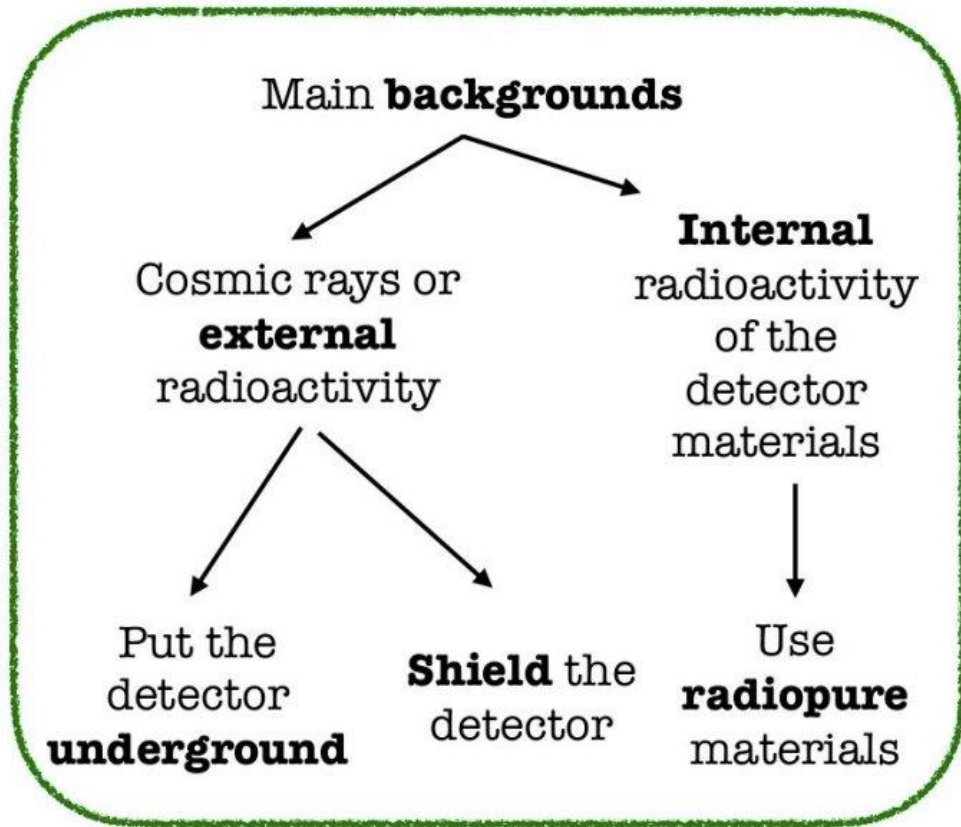 Main backgrounds
Cosmic rays or
external
radioactivity
Internal
radioactivity
of the
detector
materials
Put the
detector
underground
Shield the
detector
Use
radiopure
materials